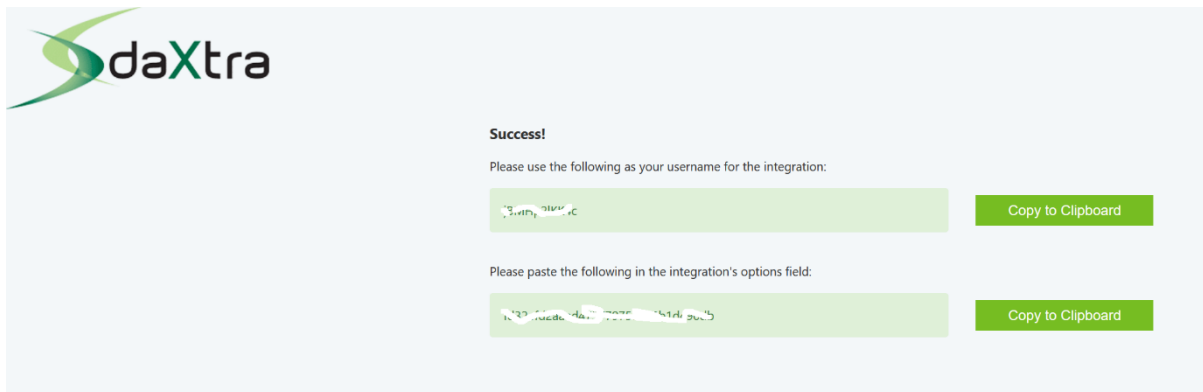 daXtra
Success!
Please use the following as your username for the integration:
Copy to Clipboard
Please paste the following in the integration's options field:
Copy to Clipboard